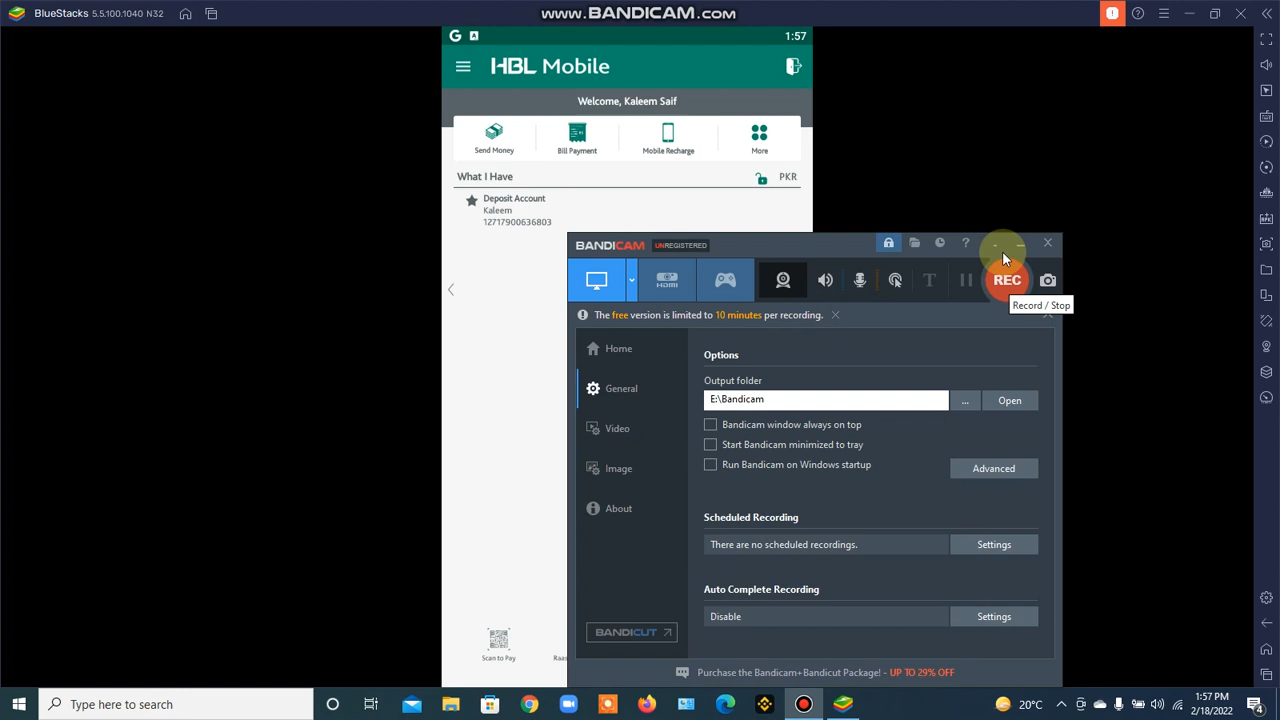 BlueStacks 5.5.100.1040 N32
www.BANDICAM.com
1:57
HBL Mobile
Welcome, Kaleem Saif
Send Money
Bill Payment
Mobile Recharge
More
What I Have
PKR
Deposit Account
Kaleem
12717900636803
BANDICAM UNREGISTERED
HDMI
REC
Record / Stop
The free version is limited to 10 minutes per recording.
Home
General
Video
Image
About
BANDICUT
Options
Output folder
E:\Bandicam
...
Open
Bandicam window always on top
Start Bandicam minimized to tray
Run Bandicam on Windows startup
Advanced
Scheduled Recording
There are no scheduled recordings.
Settings
Auto Complete Recording
Disable
Settings
Purchase the Bandicam+Bandicut Package! - UP TO 29% OFF
Scan to Pay
Raas
Type here to search
20°C
1:57 PM
2/18/2022
4